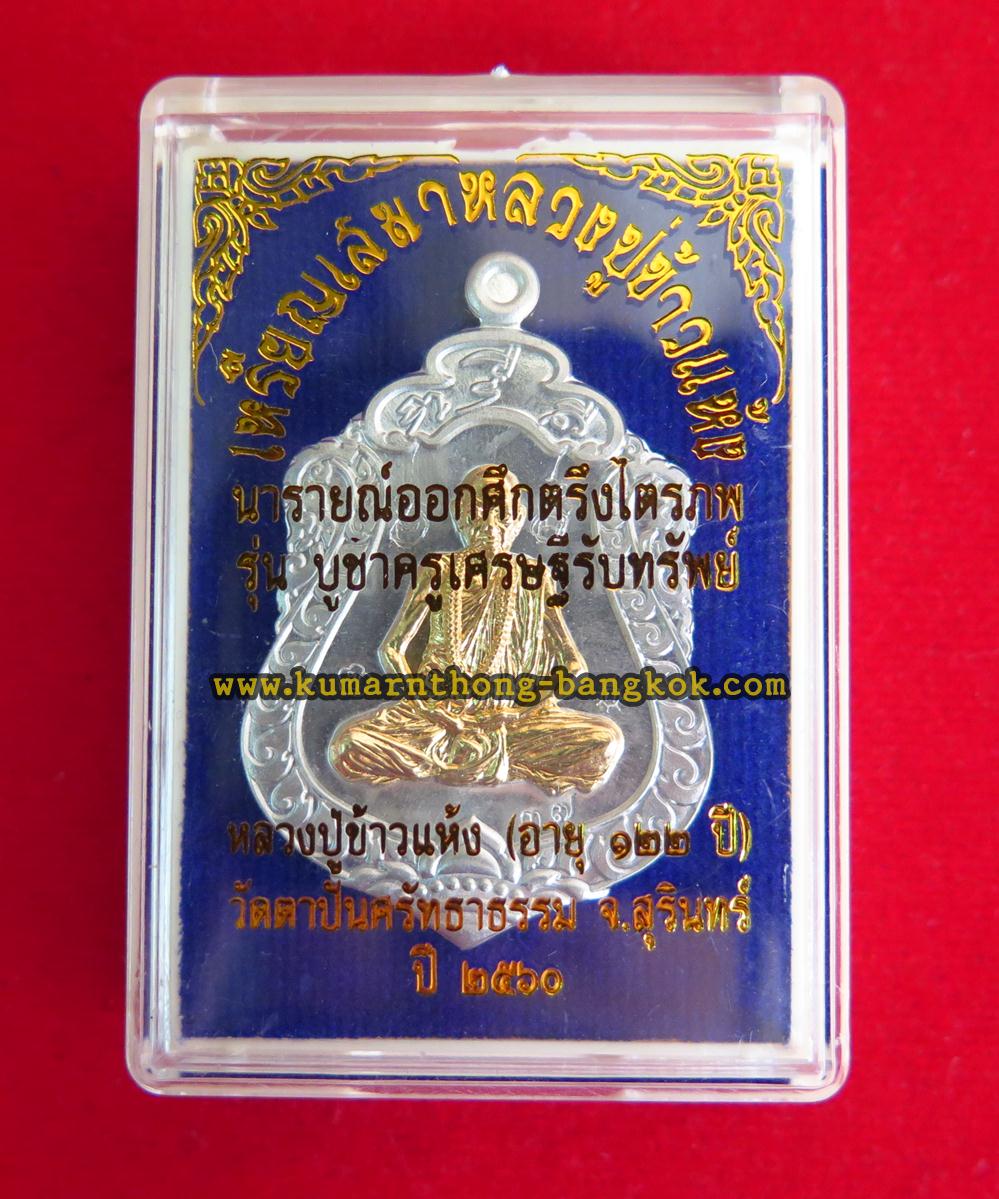 เหรียญเสมาหลวงปู่ข้าวแห้ง
นารายณ์ออกศึกตรึงไตรภพ
รุ่น บูชาครูเศรษฐีรับทรัพย์
www.kumarnthong-bangkok.com
หลวงปู่ข้าวแห้ง (อายุ ๑๒๒ ปี)
วัดตาปันศรัทธาธรรม จ.สุรินทร์
ปี ๒๕๖๐